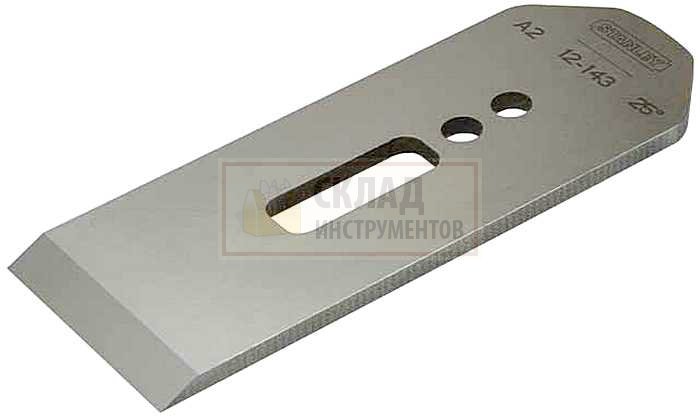 STANLEY
A2
12-143
25°
СКЛАД
ИНСТРУМЕНТОВ